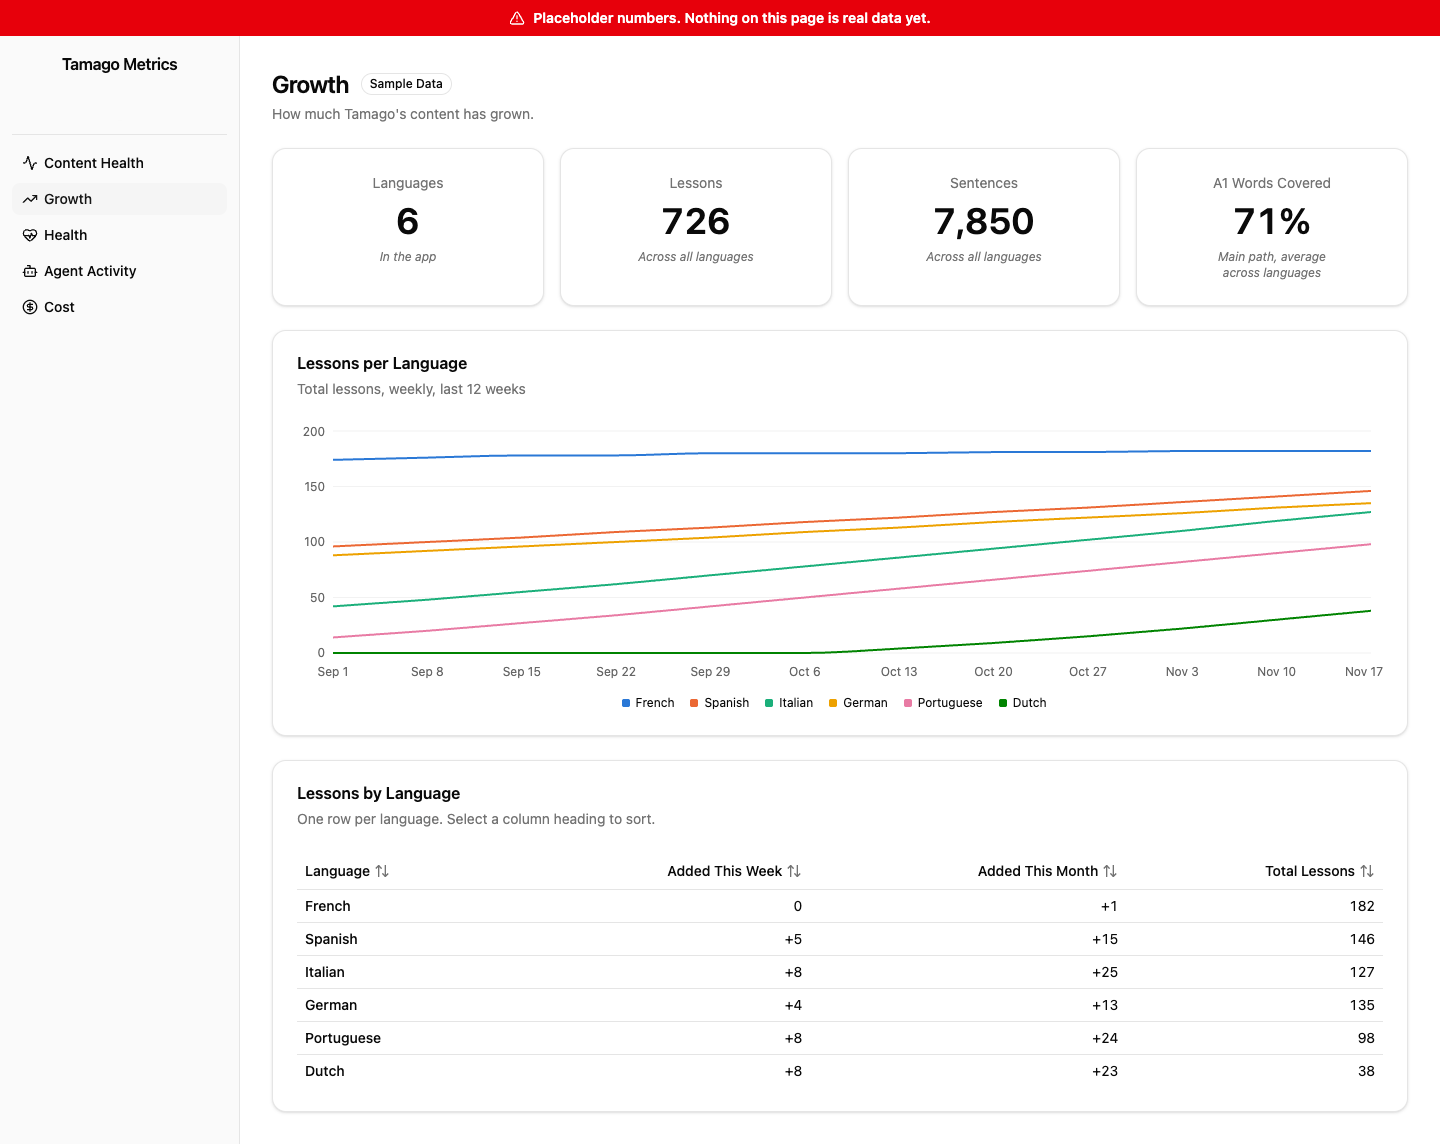 Placeholder numbers. Nothing on this page is real data yet.
Tamago Metrics
Content Health
Growth
Health
Agent Activity
Cost
Growth
Sample Data
How much Tamago's content has grown.
Languages
6
In the app
Lessons
726
Across all languages
Sentences
7,850
Across all languages
A1 Words Covered
71%
Main path, average
across languages
Lessons per Language
Total lessons, weekly, last 12 weeks
200
150
100
50
0
Sep 1 Sep 8 Sep 15 Sep 22 Sep 29 Oct 6 Oct 13 Oct 20 Oct 27 Nov 3 Nov 10 Nov 17
French Spanish Italian German Portuguese Dutch
Lessons by Language
One row per language. Select a column heading to sort.
Language Added This Week Added This Month Total Lessons
French 0 +1 182
Spanish +5 +15 146
Italian +8 +25 127
German +4 +13 135
Portuguese +8 +24 98
Dutch +8 +23 38